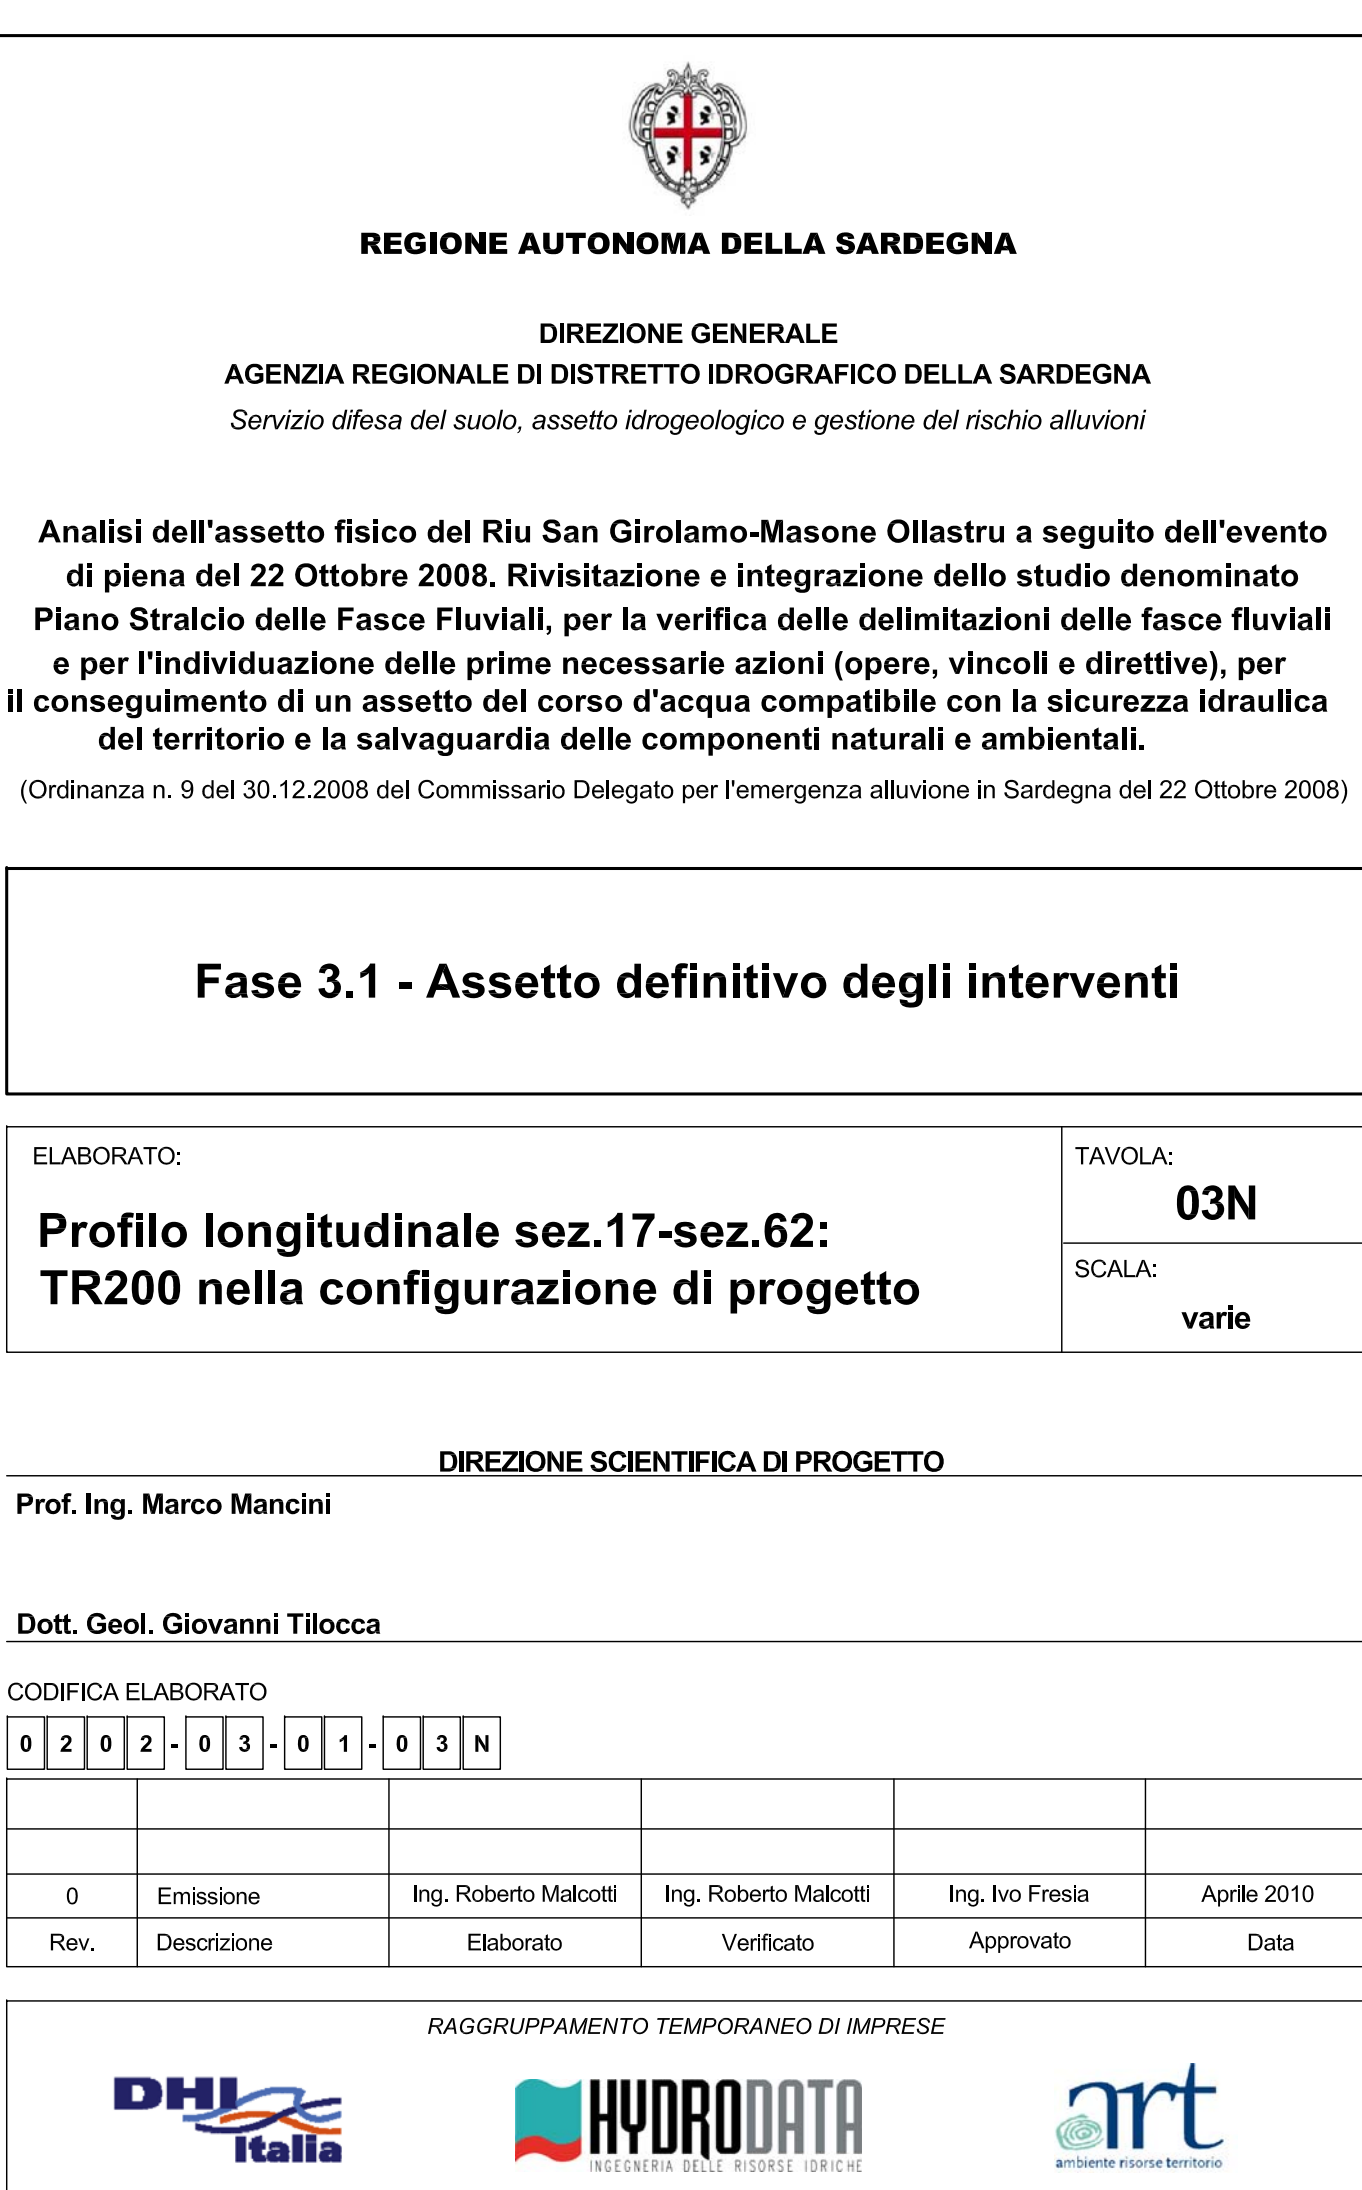 REGIONE AUTONOMA DELLA SARDEGNA
DIREZIONE GENERALE
AGENZIA REGIONALE DI DISTRETTO IDROGRAFICO DELLA SARDEGNA
Servizio difesa del suolo, assetto idrogeologico e gestione del rischio alluvioni
Analisi dell'assetto fisico del Riu San Girolamo-Masone Ollastru a seguito dell'evento
di piena del 22 Ottobre 2008. Rivisitazione e integrazione dello studio denominato
Piano Stralcio delle Fasce Fluviali, per la verifica delle delimitazioni delle fasce fluviali
e per l'individuazione delle prime necessarie azioni (opere, vincoli e direttive), per
il conseguimento di un assetto del corso d'acqua compatibile con la sicurezza idraulica
del territorio e la salvaguardia delle componenti naturali e ambientali.
(Ordinanza n. 9 del 30.12.2008 del Commissario Delegato per l'emergenza alluvione in Sardegna del 22 Ottobre 2008)
Fase 3.1 - Assetto definitivo degli interventi
ELABORATO:
Profilo longitudinale sez.17-sez.62:
TR200 nella configurazione di progetto
TAVOLA:
03N
SCALA:
varie
DIREZIONE SCIENTIFICA DI PROGETTO
Prof. Ing. Marco Mancini
Dott. Geol. Giovanni Tilocca
CODIFICA ELABORATO
0 2 0 2 - 0 3 - 0 1 - 0 3 N
0 Emissione Ing. Roberto Malcotti Ing. Roberto Malcotti Ing. Ivo Fresia Aprile 2010
Rev. Descrizione Elaborato Verificato Approvato Data
RAGGRUPPAMENTO TEMPORANEO DI IMPRESE
DHI
Italia
HYDRODATA
INGEGNERIA DELLE RISORSE IDRICHE
art
ambiente risorse territorio